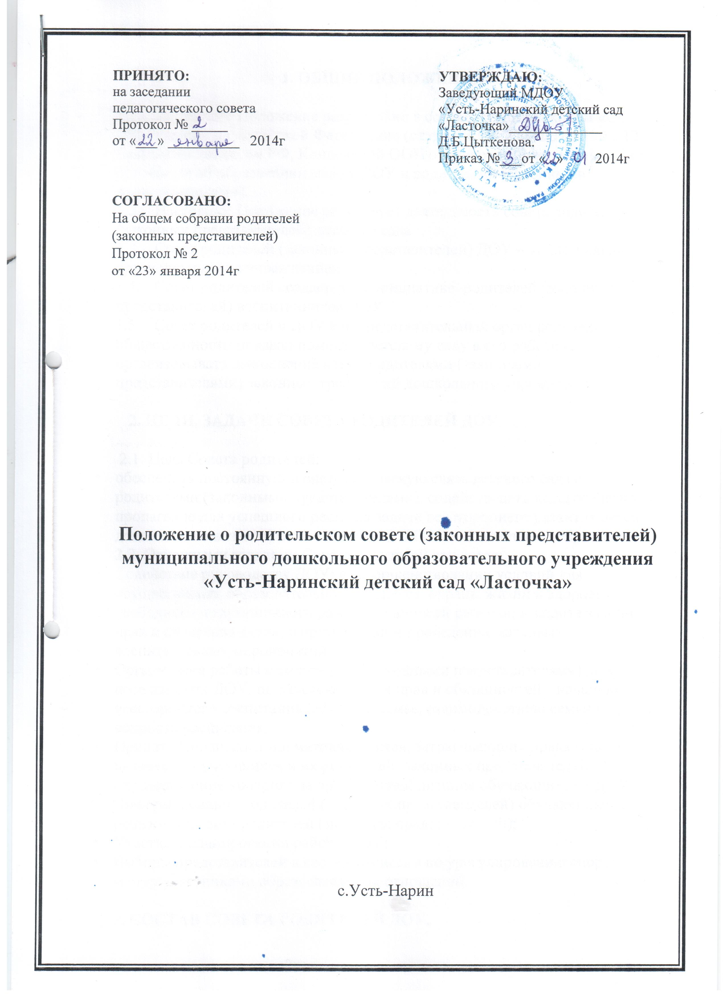 ПРИНЯТО:
на заседании
педагогического совета
Протокол № 2
от «22» января 2014г
УТВЕРЖДАЮ:
Заведующий МДОУ
«Усть-Наринский детский сад
«Ласточка»
Д.Б.Цыткенова.
Приказ № 3 от «22» 01 2014г
СОГЛАСОВАНО:
На общем собрании родителей
(законных представителей)
Протокол № 2
от «23» января 2014г
Положение о родительском совете (законных представителей)
муниципального дошкольного образовательного учреждения
«Усть-Наринский детский сад «Ласточка»
с.Усть-Нарин